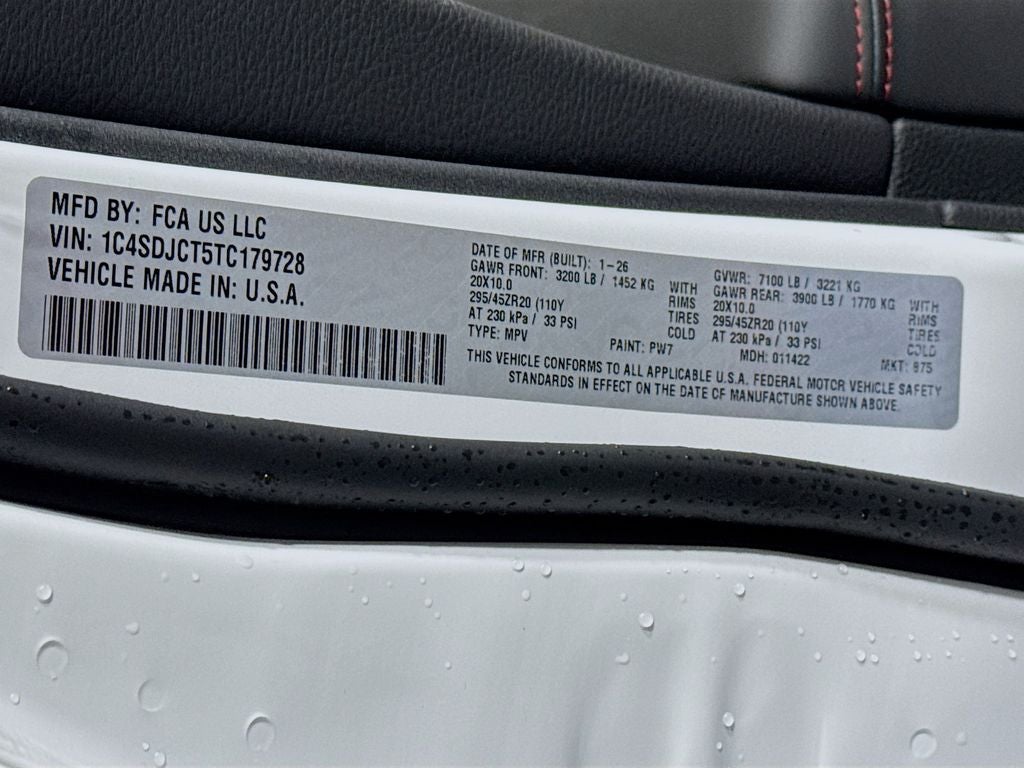 MFD BY: FCA US LLC
VIN: 1C4SDJCT5TC179728
VEHICLE MADE IN: U.S.A.
DATE OF MFR (BUILT): 1-26
GAWR FRONT: 3200 LB / 1452 KG WITH
20X10.0 RIMS
295/45ZR20 (110Y TIRES
AT 230 kPa / 33 PSI COLD
TYPE: MPV PAINT: PW7
GVWR: 7100 LB / 3221 KG
GAWR REAR: 3900 LB / 1770 KG WITH
20X10.0 RIMS
295/45ZR20 (110Y TIRES
AT 230 kPa / 33 PSI COLD
MDH: 011422 MKT: 875
THIS VEHICLE CONFORMS TO ALL APPLICABLE U.S.A. FEDERAL MOTOR VEHICLE SAFETY
STANDARDS IN EFFECT ON THE DATE OF MANUFACTURE SHOWN ABOVE.